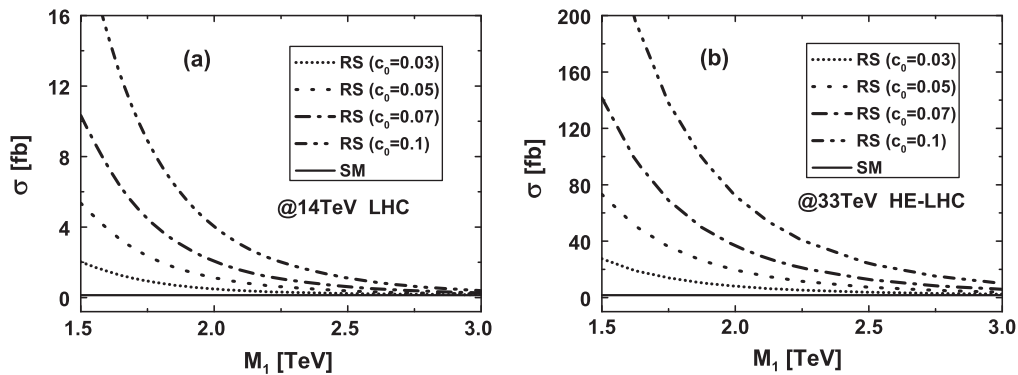 16
12
8
4
0
σ [fb]
(a)
RS (c₀=0.03)
RS (c₀=0.05)
RS (c₀=0.07)
RS (c₀=0.1)
SM
@14TeV LHC
1.5 2.0 2.5 3.0
M₁ [TeV]
200
160
120
80
40
0
σ [fb]
(b)
RS (c₀=0.03)
RS (c₀=0.05)
RS (c₀=0.07)
RS (c₀=0.1)
SM
@33TeV HE-LHC
1.5 2.0 2.5 3.0
M₁ [TeV]